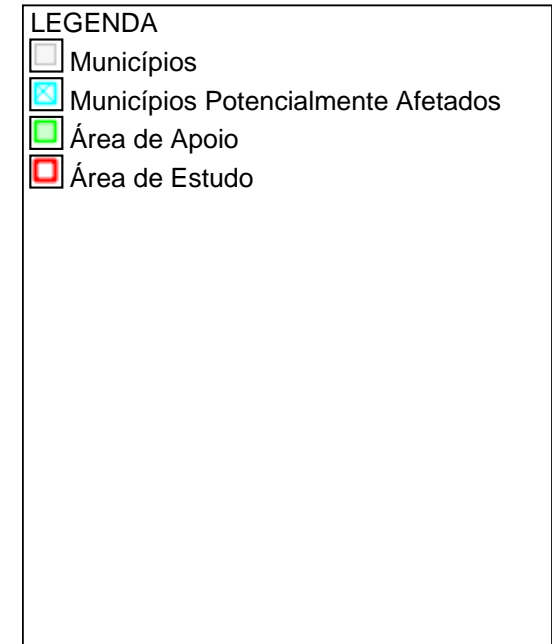 LEGENDA
Municípios
Municípios Potencialmente Afetados
Área de Apoio
Área de Estudo